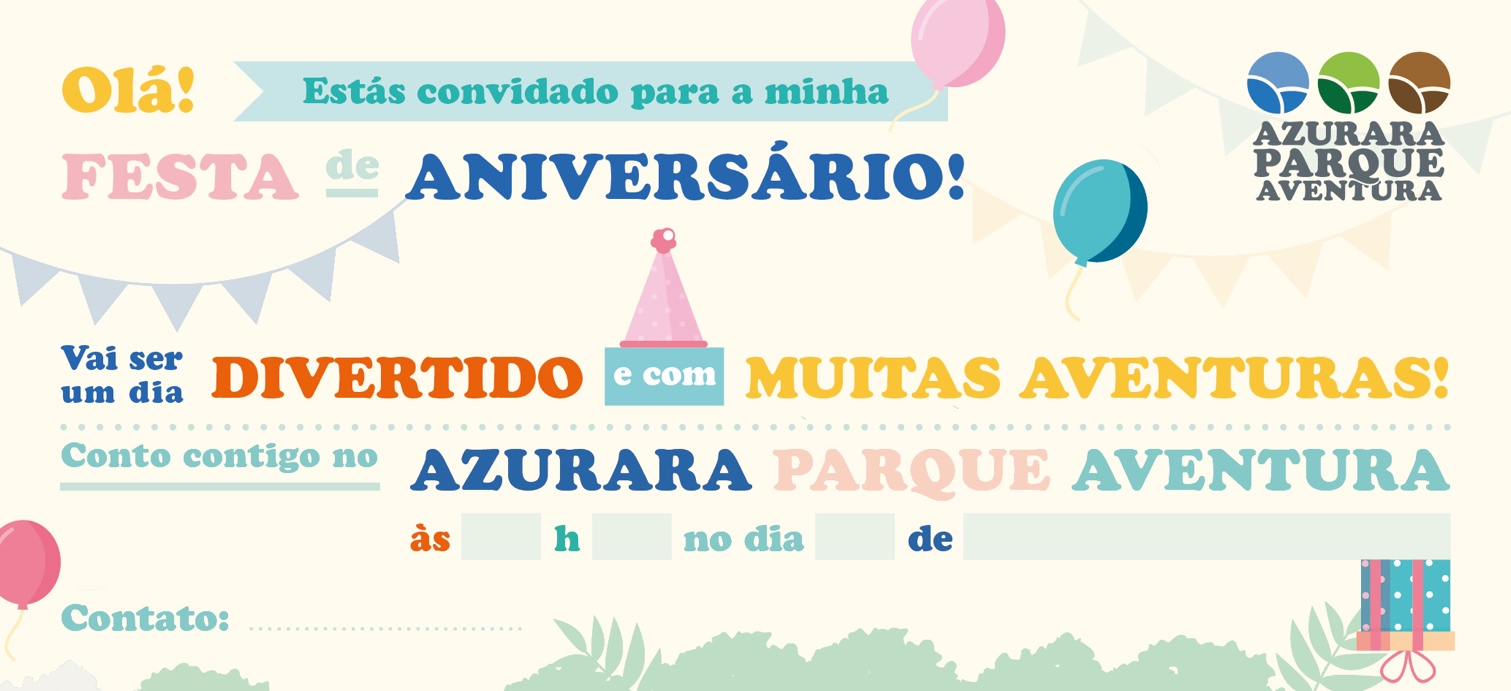 Olá! Estás convidado para a minha
FESTA de ANIVERSÁRIO!
AZURARA
PARQUE
AVENTURA
Vai ser
um dia
DIVERTIDO e com MUITAS AVENTURAS!
Conto contigo no AZURARA PARQUE AVENTURA
às h no dia de
Contato: